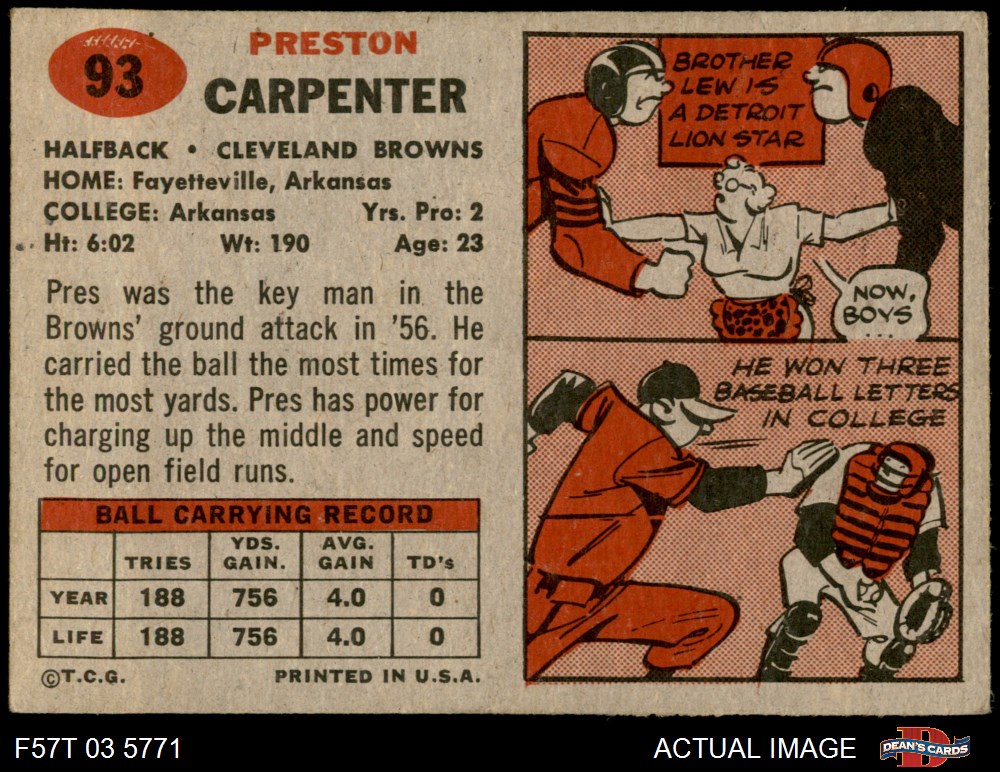 93
PRESTON
CARPENTER
HALFBACK • CLEVELAND BROWNS
HOME: Fayetteville, Arkansas
COLLEGE: Arkansas Yrs. Pro: 2
Ht: 6:02 Wt: 190 Age: 23
Pres was the key man in the
Browns' ground attack in '56. He
carried the ball the most times for
the most yards. Pres has power for
charging up the middle and speed
for open field runs.
BALL CARRYING RECORD
TRIES YDS. GAIN. AVG. GAIN TD's
YEAR 188 756 4.0 0
LIFE 188 756 4.0 0
©T.C.G. PRINTED IN U.S.A.
BROTHER
LEW IS
A DETROIT
LION STAR
NOW,
BOYS
...
HE WON THREE
BASEBALL LETTERS
IN COLLEGE
F57T 03 5771 ACTUAL IMAGE
D
DEAN'S CARDS